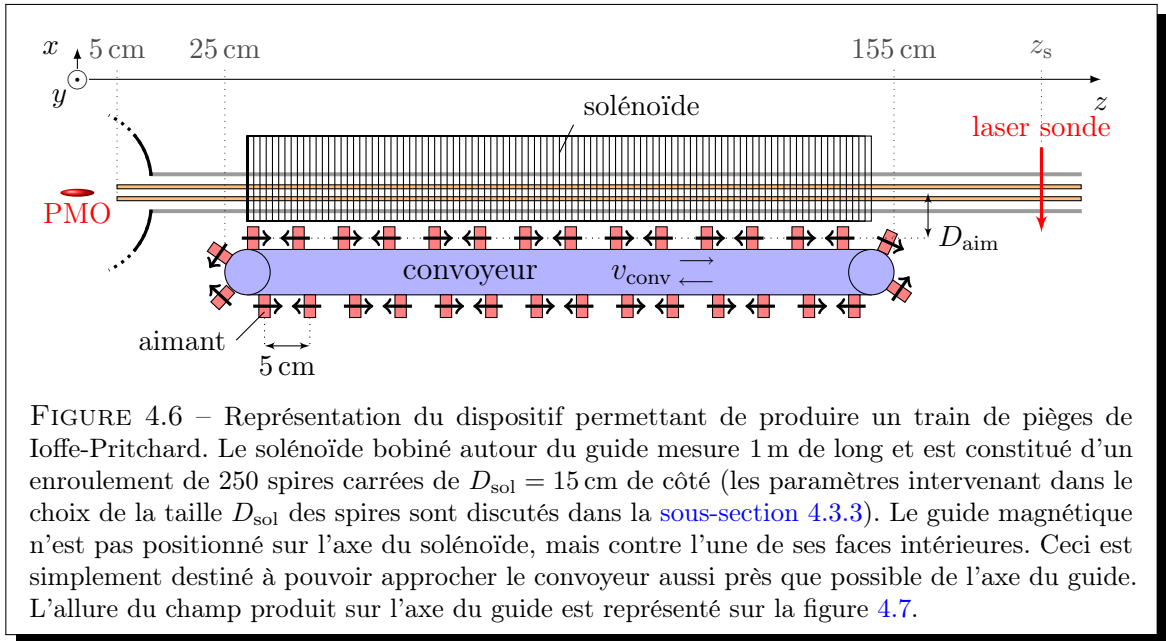 x
5 cm
25 cm
155 cm
z_s
y
z
solénoïde
laser sonde
PMO
D_aim
convoyeur
v_conv
aimant
5 cm
FIGURE 4.6 – Représentation du dispositif permettant de produire un train de pièges de
Ioffe-Pritchard. Le solénoïde bobiné autour du guide mesure 1 m de long et est constitué d'un
enroulement de 250 spires carrées de D_sol = 15 cm de côté (les paramètres intervenant dans le
choix de la taille D_sol des spires sont discutés dans la sous-section 4.3.3). Le guide magnétique
n'est pas positionné sur l'axe du solénoïde, mais contre l'une de ses faces intérieures. Ceci est
simplement destiné à pouvoir approcher le convoyeur aussi près que possible de l'axe du guide.
L'allure du champ produit sur l'axe du guide est représenté sur la figure 4.7.